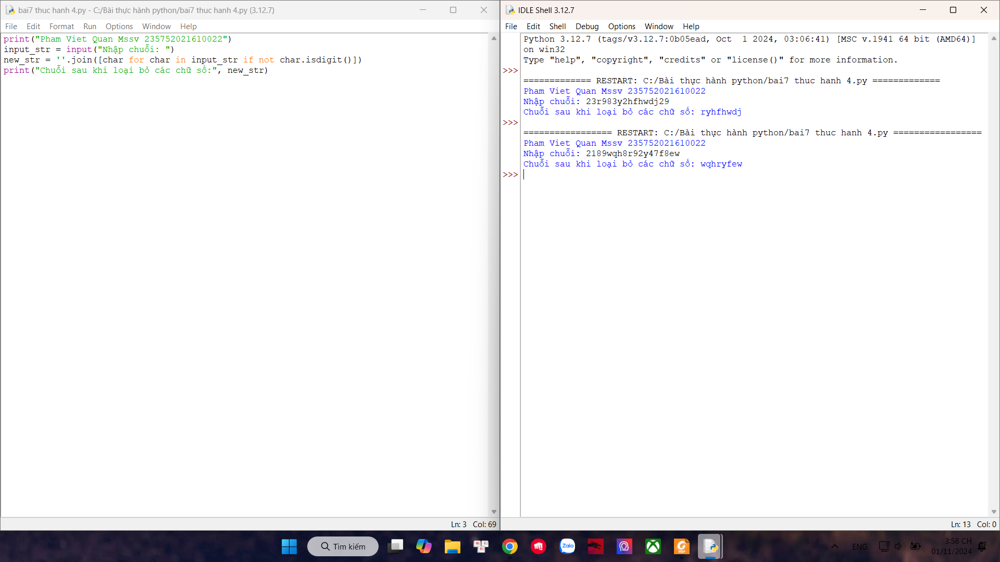 bai7 thuc hanh 4.py - C:/Bài thực hành python/bai7 thuc hanh 4.py (3.12.7)
File Edit Format Run Options Window Help
print("Pham Viet Quan Mssv 235752021610022")
input_str = input("Nhập chuỗi: ")
new_str = ''.join([char for char in input_str if not char.isdigit()])
print("Chuỗi sau khi loại bỏ các chữ số:", new_str)
Ln: 3 Col: 69
IDLE Shell 3.12.7
File Edit Shell Debug Options Window Help
Python 3.12.7 (tags/v3.12.7:0b05ead, Oct  1 2024, 03:06:41) [MSC v.1941 64 bit (AMD64)]
on win32
Type "help", "copyright", "credits" or "license()" for more information.
>>>
============= RESTART: C:/Bài thực hành python/bai7 thuc hanh 4.py =============
Pham Viet Quan Mssv 235752021610022
Nhập chuỗi: 23r983y2hfhwdj29
Chuỗi sau khi loại bỏ các chữ số: ryhfhwdj
>>>
================= RESTART: C:/Bài thực hành python/bai7 thuc hanh 4.py =================
Pham Viet Quan Mssv 235752021610022
Nhập chuỗi: 2189wqh8r92y47f8ew
Chuỗi sau khi loại bỏ các chữ số: wqhryfew
>>>
Ln: 13 Col: 0
Tìm kiếm
Zalo
PDF
ENG
3:58 CH
01/11/2024